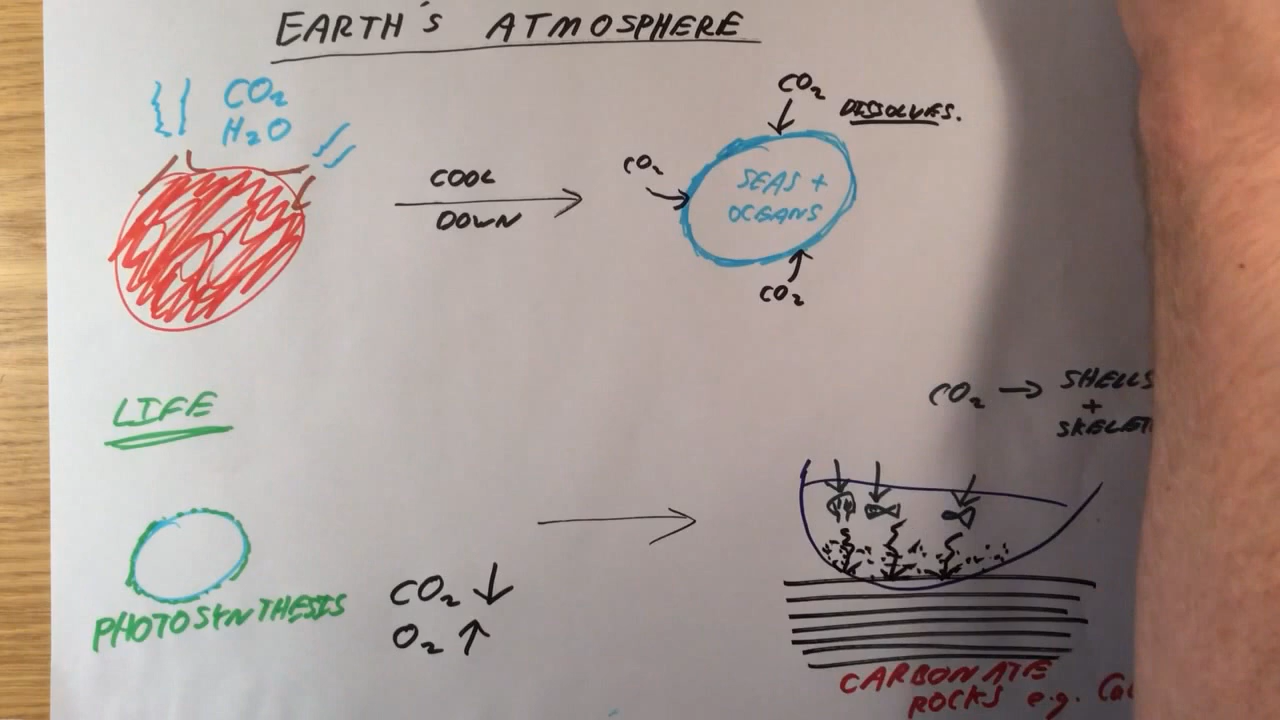 EARTH'S ATMOSPHERE
CO₂
H₂O
COOL
DOWN
CO₂
DISSOLVES.
CO₂
SEAS +
OCEANS
CO₂
LIFE
CO₂ → SHELLS
+
PHOTOSYNTHESIS
CO₂ ↓
O₂ ↑
CARBONATE
ROCKS e.g.